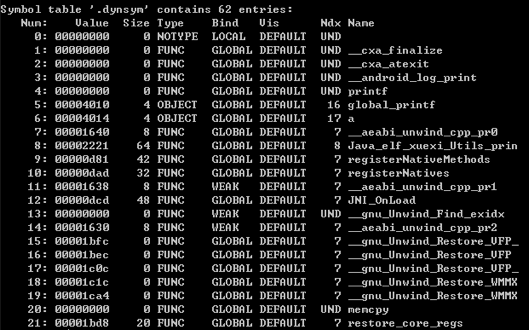 Symbol table '.dynsym' contains 62 entries:
Num: Value Size Type Bind Vis Ndx Name
0: 00000000 0 NOTYPE LOCAL DEFAULT UND
1: 00000000 0 FUNC GLOBAL DEFAULT UND __cxa_finalize
2: 00000000 0 FUNC GLOBAL DEFAULT UND __cxa_atexit
3: 00000000 0 FUNC GLOBAL DEFAULT UND __android_log_print
4: 00000000 0 FUNC GLOBAL DEFAULT UND printf
5: 00004010 4 OBJECT GLOBAL DEFAULT 16 global_printf
6: 00004014 4 OBJECT GLOBAL DEFAULT 17 a
7: 00001640 8 FUNC GLOBAL DEFAULT 7 __aeabi_unwind_cpp_pr0
8: 00002221 64 FUNC GLOBAL DEFAULT 8 Java_elf_xuexi_Utils_prin
9: 00000d81 42 FUNC GLOBAL DEFAULT 7 registerNativeMethods
10: 00000dad 32 FUNC GLOBAL DEFAULT 7 registerNatives
11: 00001638 8 FUNC WEAK DEFAULT 7 __aeabi_unwind_cpp_pr1
12: 00000dcd 48 FUNC GLOBAL DEFAULT 7 JNI_OnLoad
13: 00000000 0 FUNC WEAK DEFAULT UND __gnu_Unwind_Find_exidx
14: 00001630 8 FUNC WEAK DEFAULT 7 __aeabi_unwind_cpp_pr2
15: 00001bfc 0 FUNC GLOBAL DEFAULT 7 __gnu_Unwind_Restore_VFP_
16: 00001bec 0 FUNC GLOBAL DEFAULT 7 __gnu_Unwind_Restore_VFP
17: 00001c0c 0 FUNC GLOBAL DEFAULT 7 __gnu_Unwind_Restore_VFP_
18: 00001c1c 0 FUNC GLOBAL DEFAULT 7 __gnu_Unwind_Restore_WMMX
19: 00001ca4 0 FUNC GLOBAL DEFAULT 7 __gnu_Unwind_Restore_WMMX
20: 00000000 0 FUNC GLOBAL DEFAULT UND memcpy
21: 00001bd8 20 FUNC GLOBAL DEFAULT 7 restore_core_regs